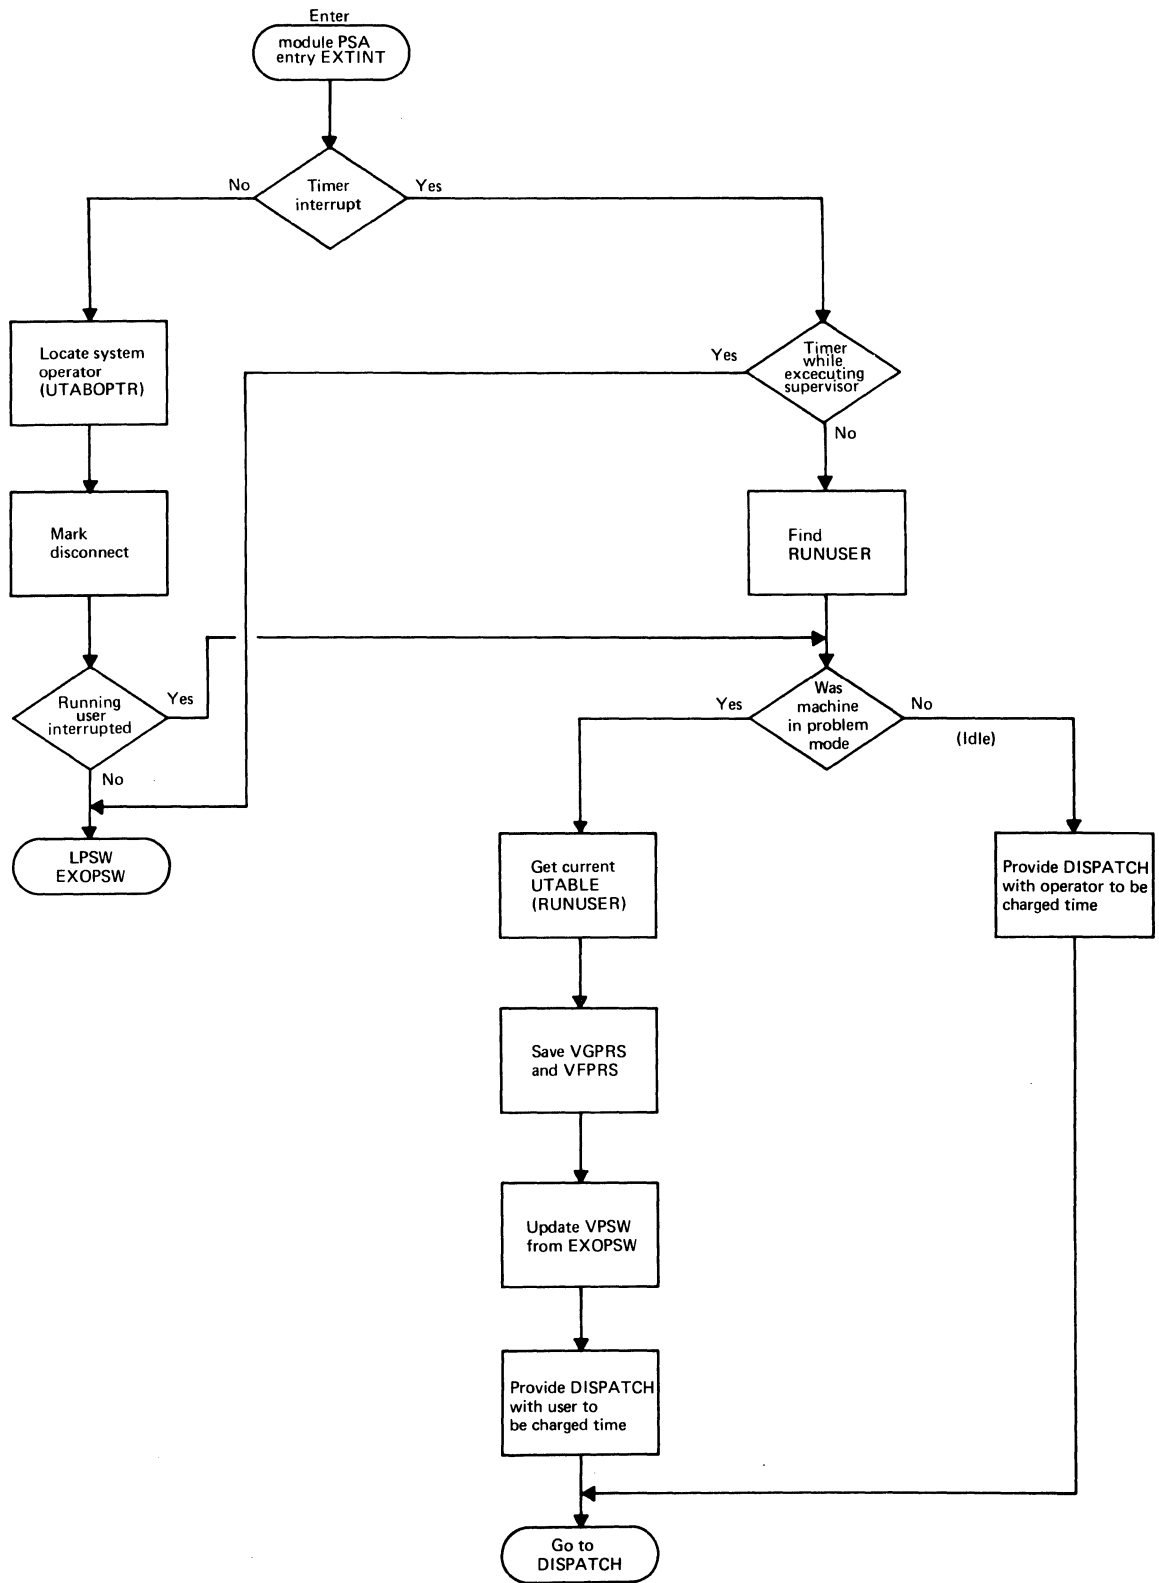 Enter
module PSA
entry EXTINT
No
Timer
interrupt
Yes
Locate system
operator
(UTABOPTR)
Yes
Timer
while
excecuting
supervisor
No
Mark
disconnect
Find
RUNUSER
Running
user
interrupted
Yes
No
Yes
Was
machine
in problem
mode
No
(Idle)
LPSW
EXOPSW
Get current
UTABLE
(RUNUSER)
Provide DISPATCH
with operator to be
charged time
Save VGPRS
and VFPRS
Update VPSW
from EXOPSW
Provide DISPATCH
with user to
be charged time
Go to
DISPATCH